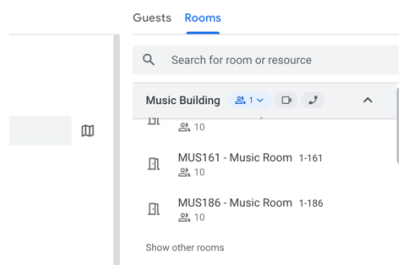 Guests Rooms
Search for room or resource
Music Building 1
10
MUS161 - Music Room 1-161
10
MUS186 - Music Room 1-186
10
Show other rooms